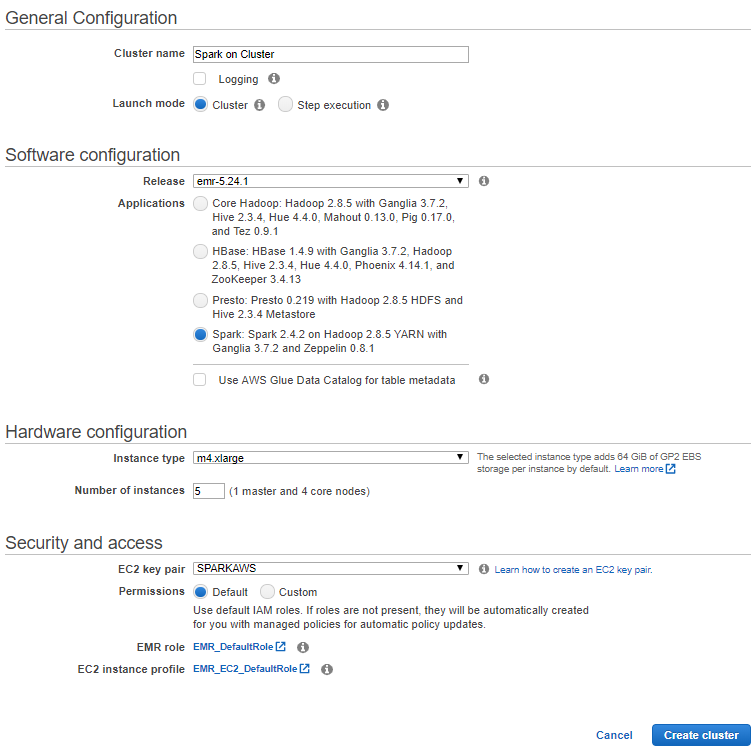 General Configuration
Cluster name Spark on Cluster
Logging
Launch mode Cluster Step execution
Software configuration
Release emr-5.24.1
Applications Core Hadoop: Hadoop 2.8.5 with Ganglia 3.7.2,
Hive 2.3.4, Hue 4.4.0, Mahout 0.13.0, Pig 0.17.0,
and Tez 0.9.1
HBase: HBase 1.4.9 with Ganglia 3.7.2, Hadoop
2.8.5, Hive 2.3.4, Hue 4.4.0, Phoenix 4.14.1, and
ZooKeeper 3.4.13
Presto: Presto 0.219 with Hadoop 2.8.5 HDFS and
Hive 2.3.4 Metastore
Spark: Spark 2.4.2 on Hadoop 2.8.5 YARN with
Ganglia 3.7.2 and Zeppelin 0.8.1
Use AWS Glue Data Catalog for table metadata
Hardware configuration
Instance type m4.xlarge The selected instance type adds 64 GiB of GP2 EBS
storage per instance by default. Learn more
Number of instances 5 (1 master and 4 core nodes)
Security and access
EC2 key pair SPARKAWS Learn how to create an EC2 key pair.
Permissions Default Custom
Use default IAM roles. If roles are not present, they will be automatically created
for you with managed policies for automatic policy updates.
EMR role EMR_DefaultRole
EC2 instance profile EMR_EC2_DefaultRole
Cancel Create cluster